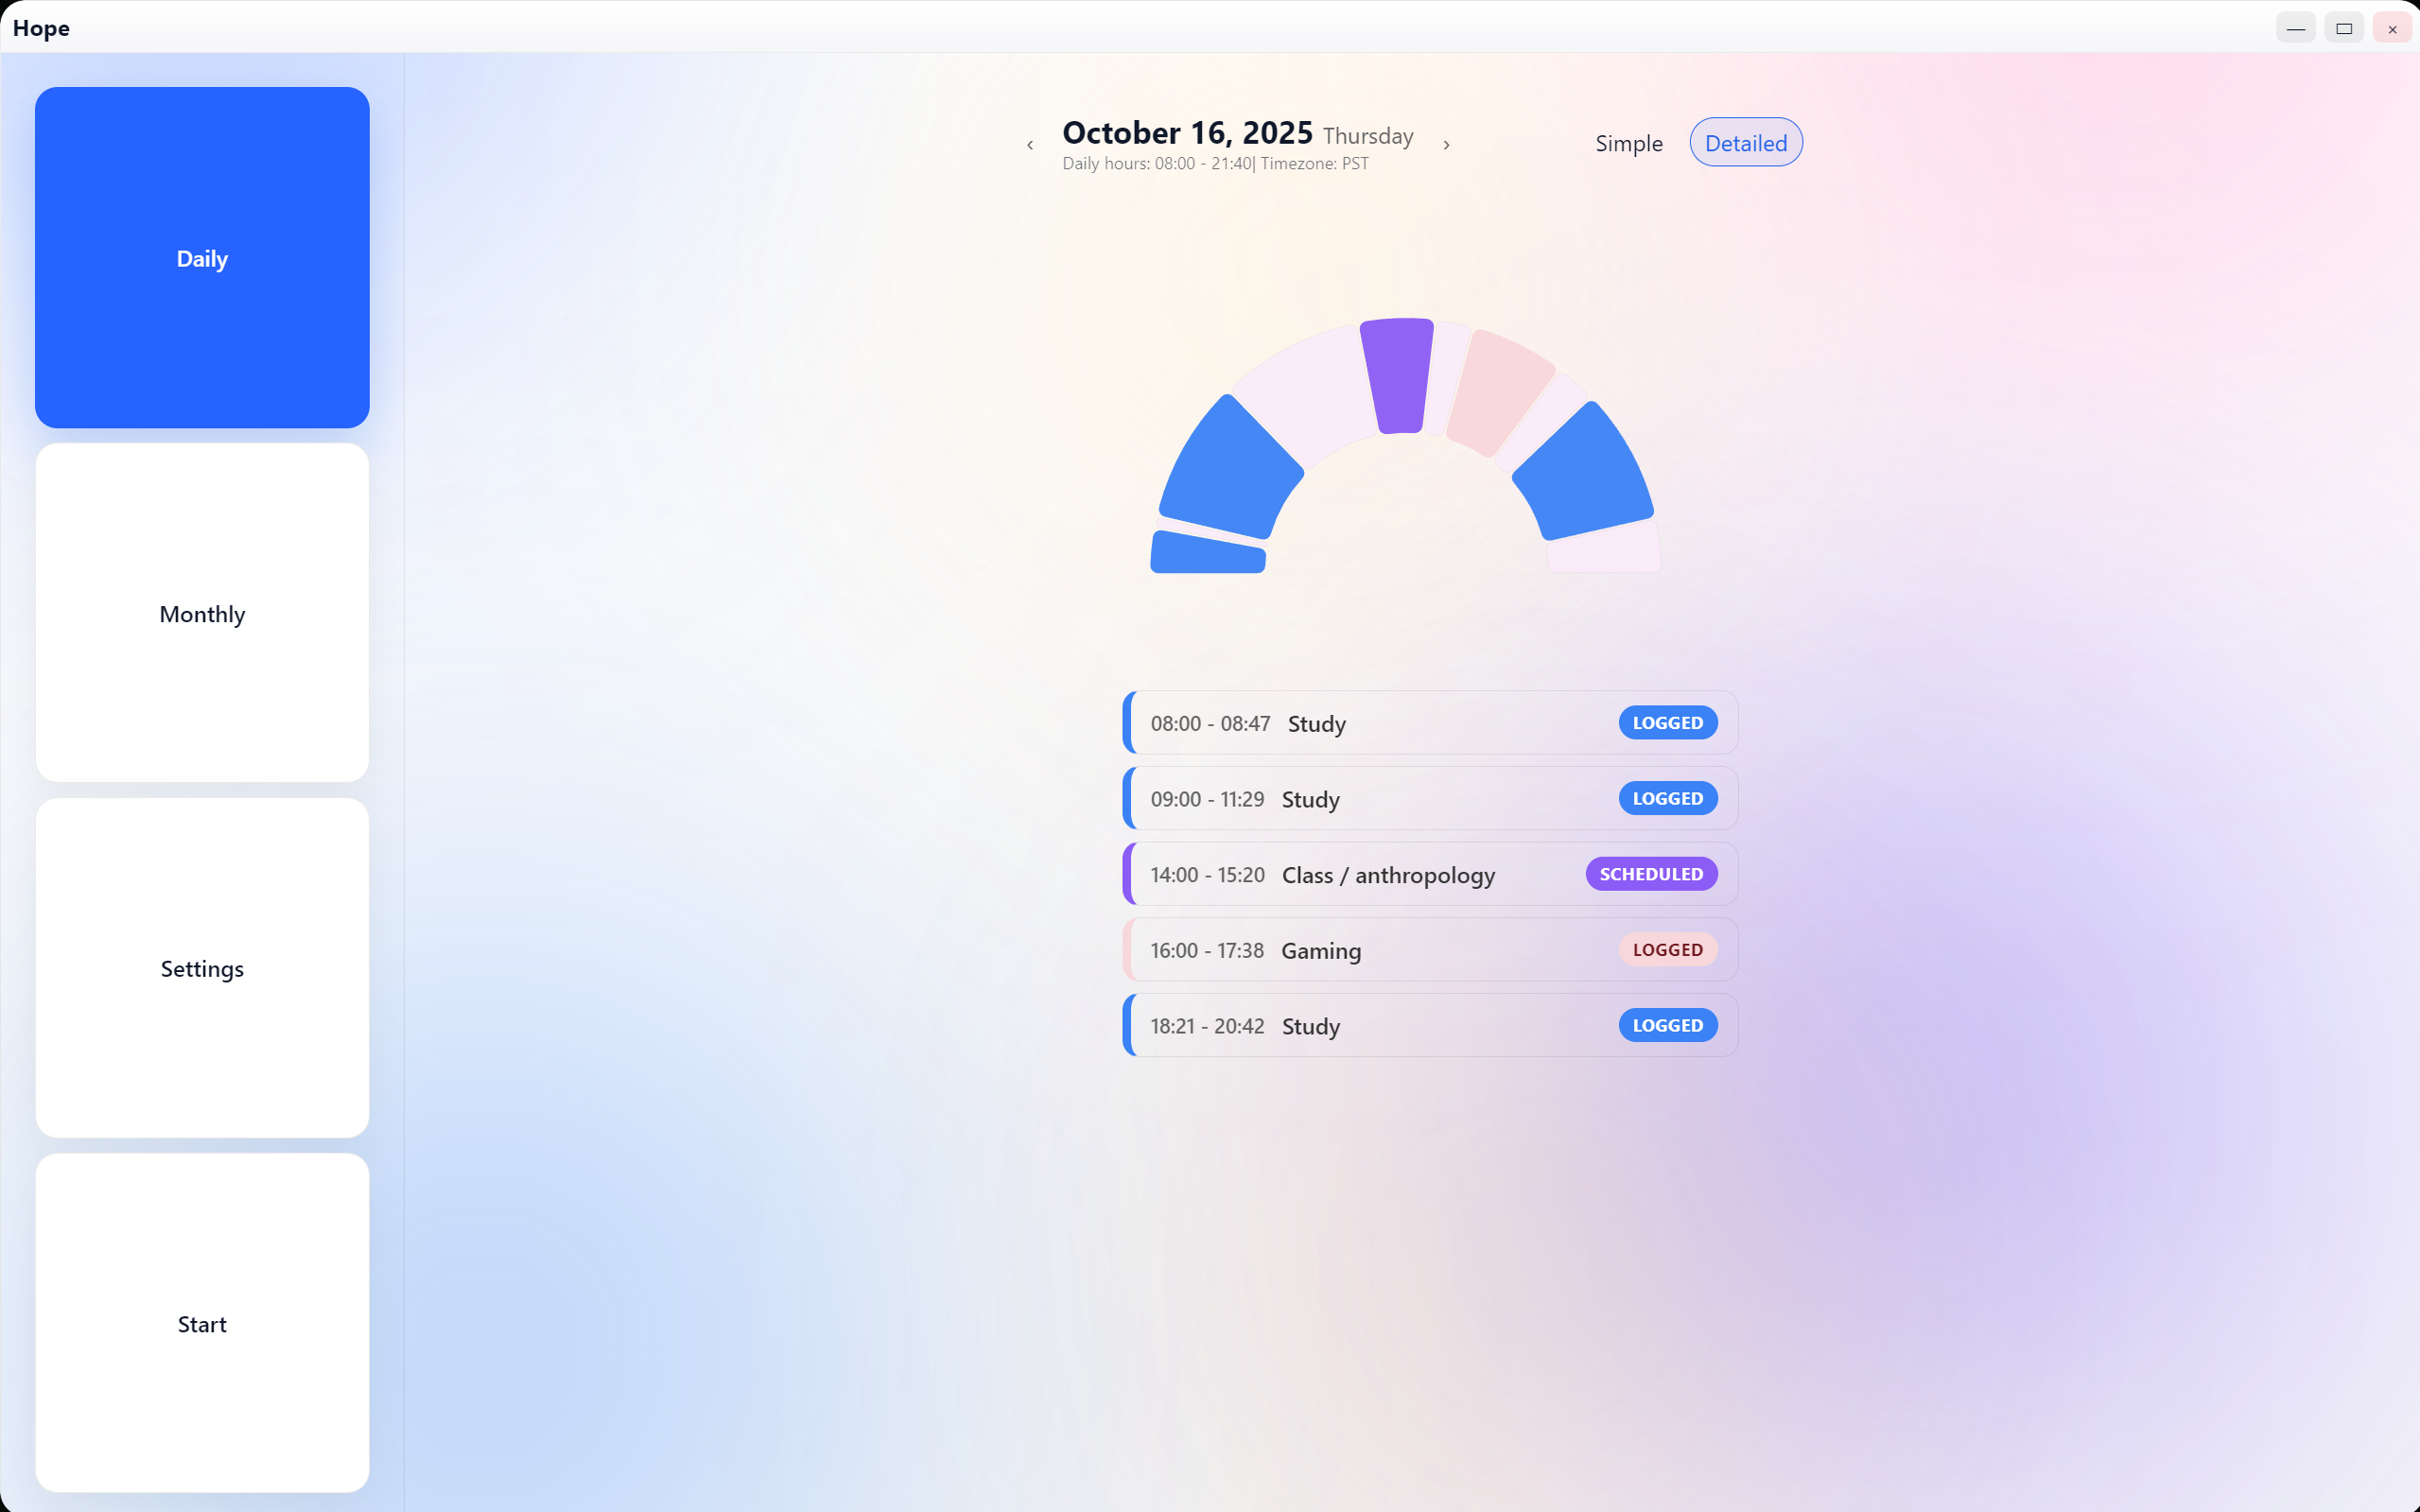 Hope
Daily
Monthly
Settings
Start
October 16, 2025 Thursday
Daily hours: 08:00 - 21:40| Timezone: PST
Simple
Detailed
08:00 - 08:47 Study LOGGED
09:00 - 11:29 Study LOGGED
14:00 - 15:20 Class / anthropology SCHEDULED
16:00 - 17:38 Gaming LOGGED
18:21 - 20:42 Study LOGGED